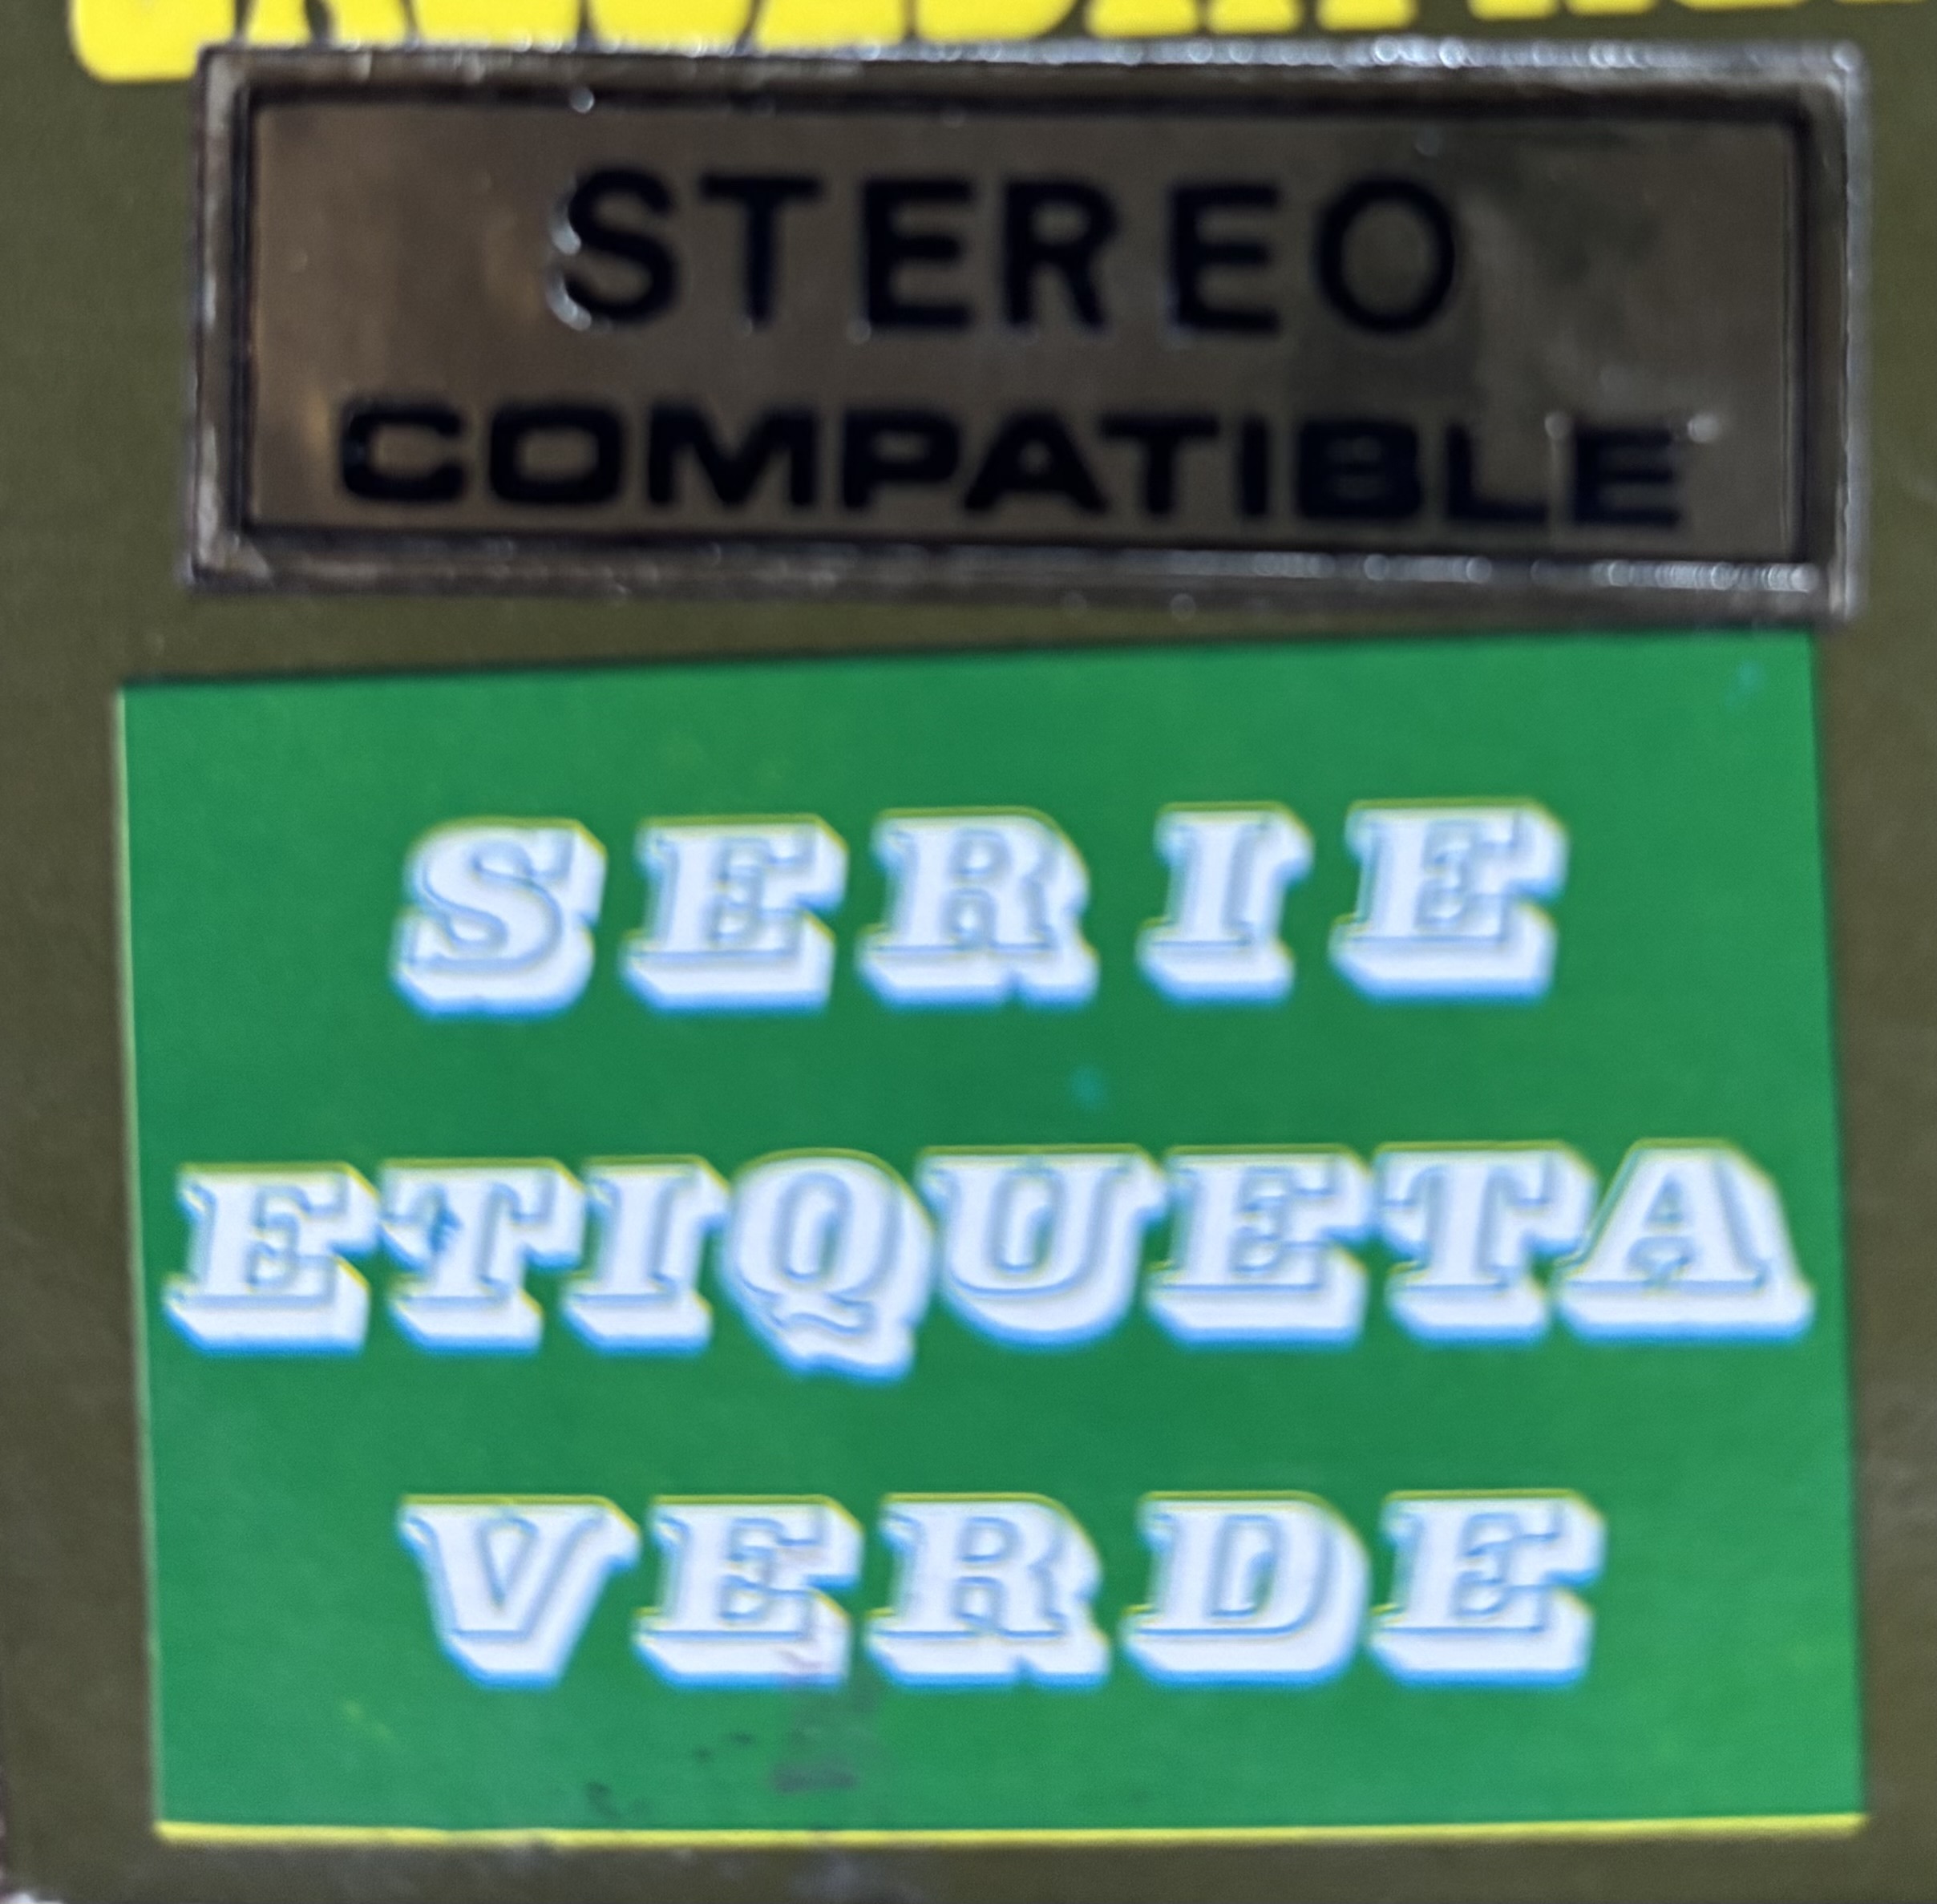 STEREO
COMPATIBLE
SERIE
ETIQUETA
VERDE